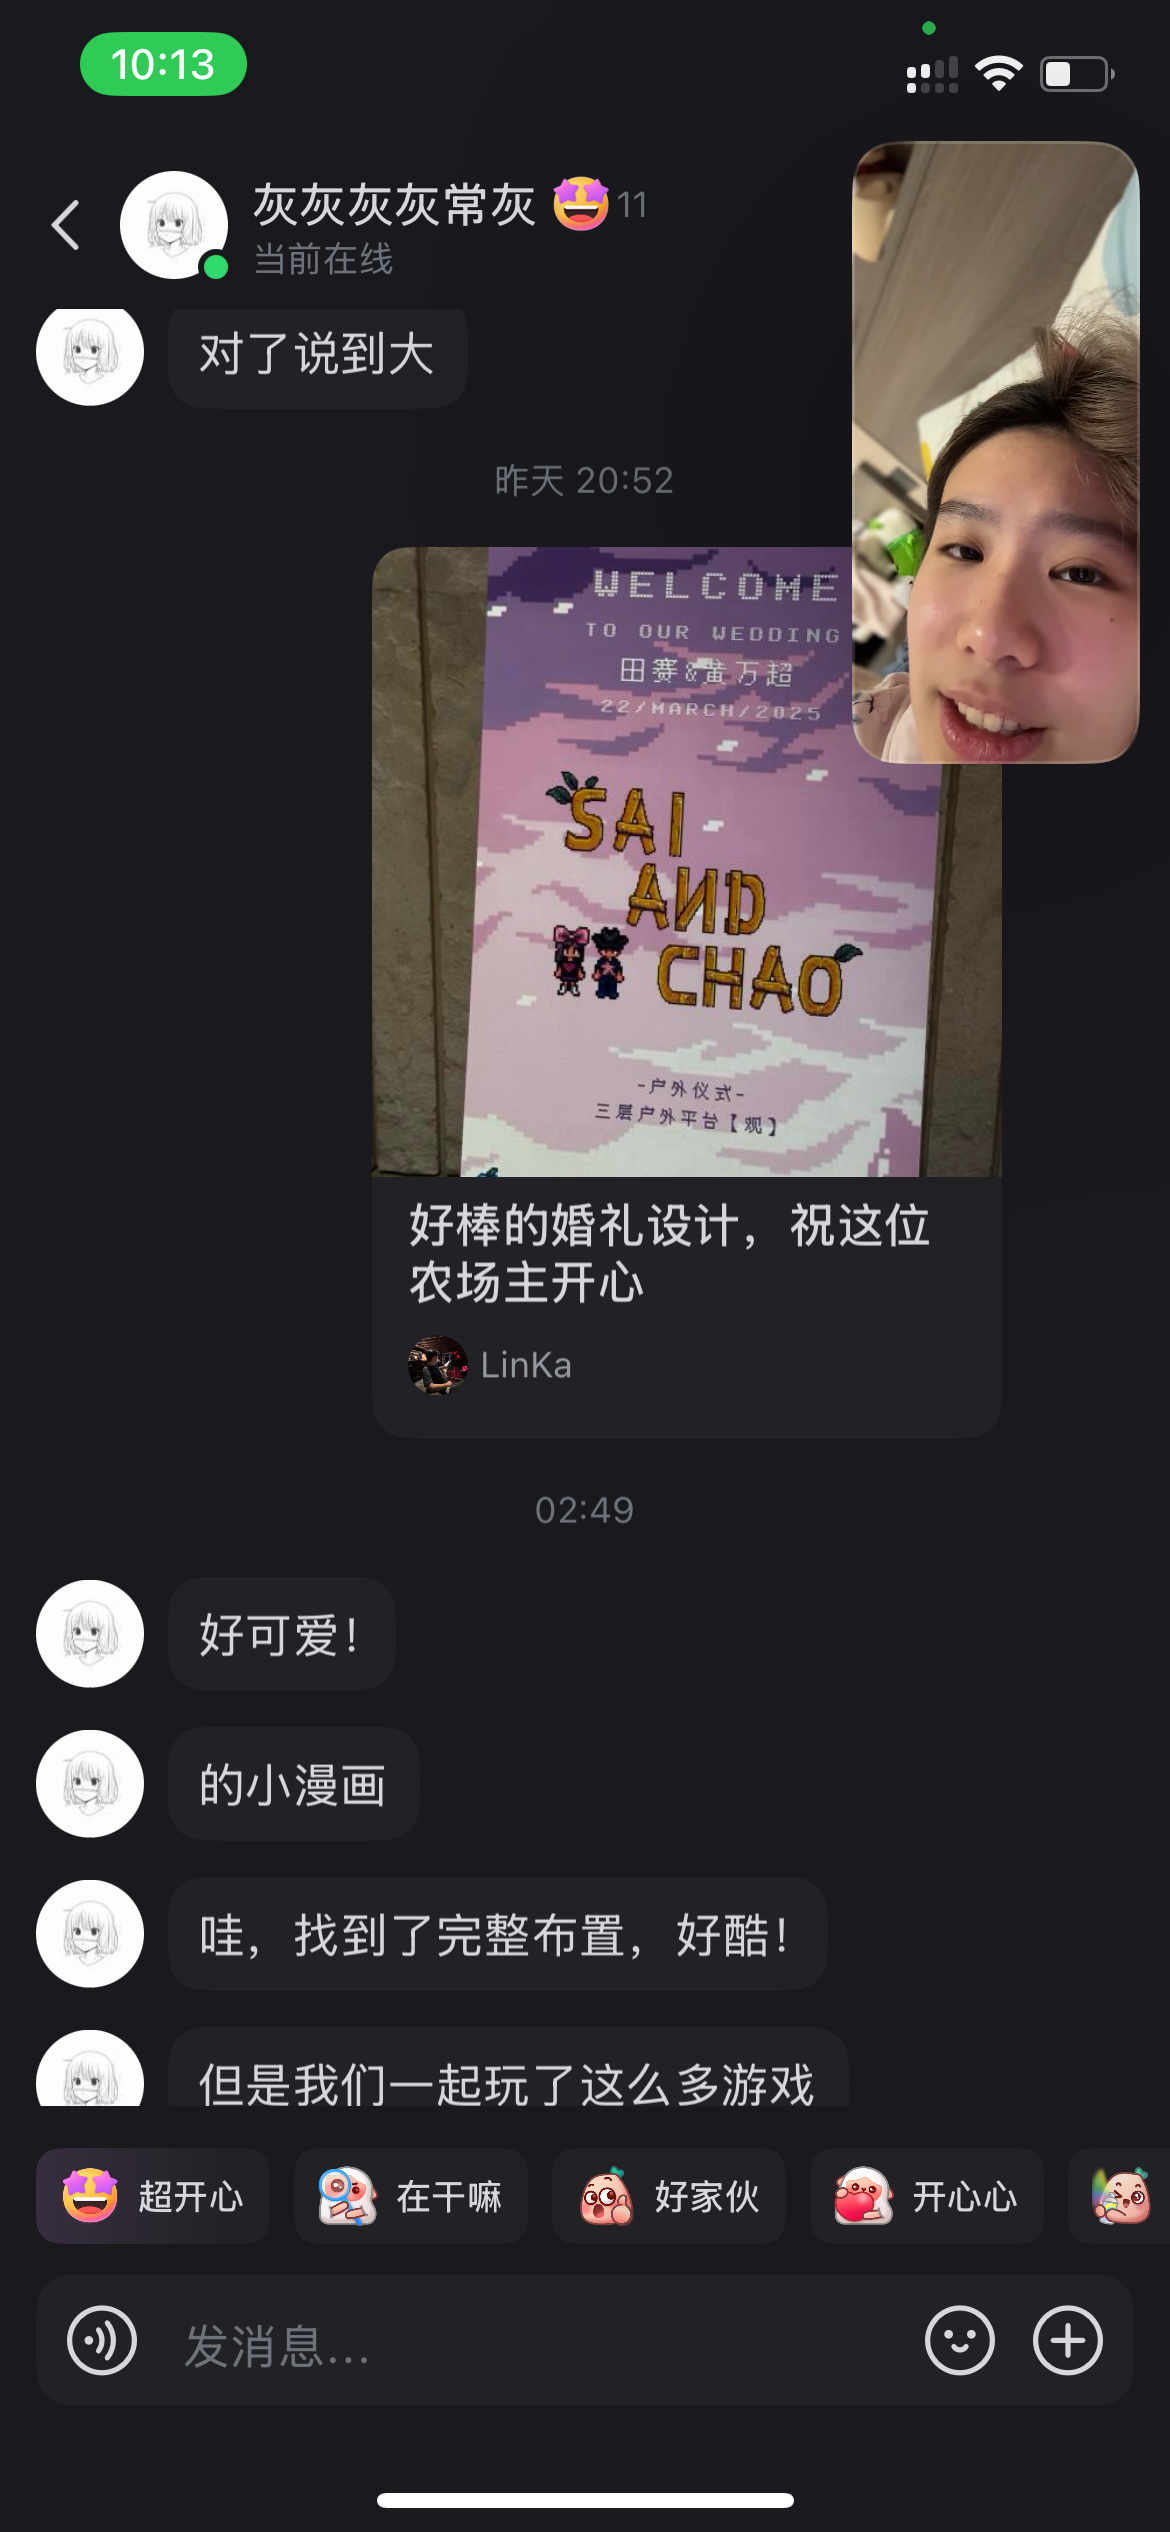 10:13
灰灰灰灰常灰 🤩 11
当前在线
对了说到大
昨天 20:52
WELCOME
TO OUR WEDDING
田赛&黄万超
22/MARCH/2025
SAI
AND
CHAO
-户外仪式-
三层户外平台【观】
好棒的婚礼设计，祝这位
农场主开心
LinKa
02:49
好可爱！
的小漫画
哇，找到了完整布置，好酷！
但是我们一起玩了这么多游戏
超开心
在干嘛
好家伙
开心心
发消息...